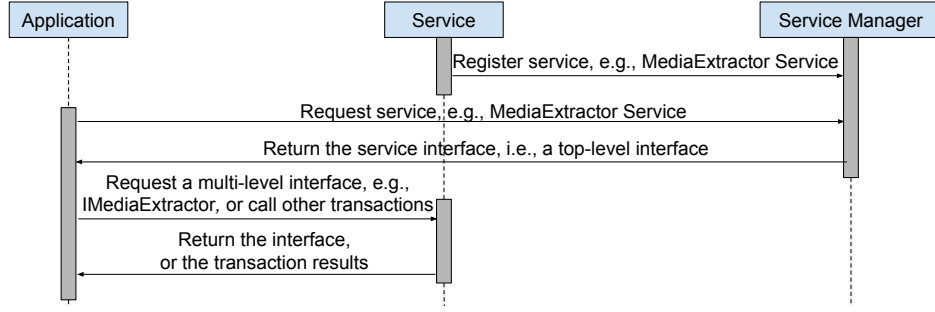 Application
Service
Service Manager
Register service, e.g., MediaExtractor Service
Request service, e.g., MediaExtractor Service
Return the service interface, i.e., a top-level interface
Request a multi-level interface, e.g.,
IMediaExtractor, or call other transactions
Return the interface,
or the transaction results